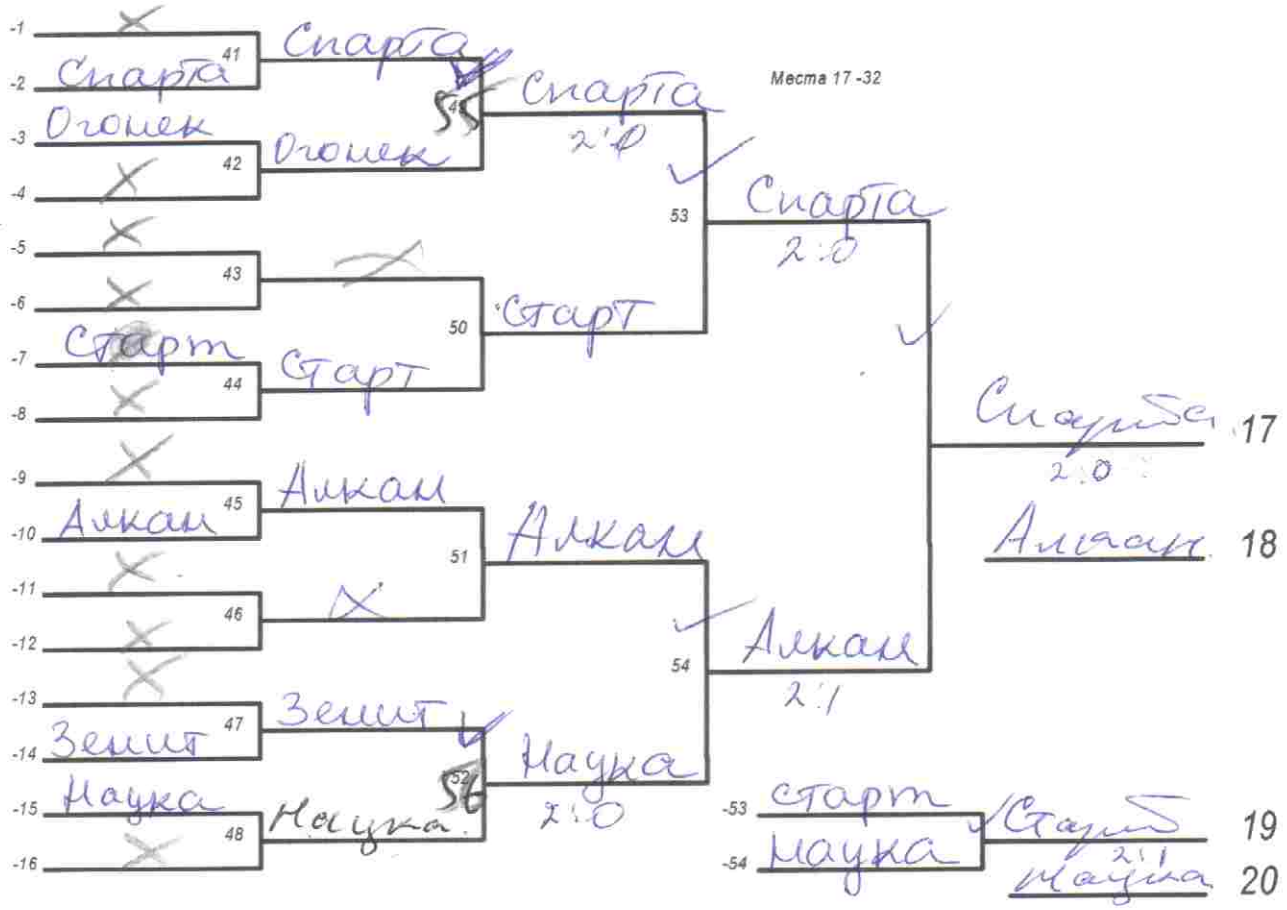 -1
41 Спарта
-2 Спарта
Места 17-32
55 Спарта
2:0
-3 Огонек
42 Огонек
-4
53 Спарта
2:0
-5
43
-6
50 Старт
-7 Старт
44 Старт
-8
Спарта 17
2:0
-9
45 Алкан
-10 Алкан
51 Алкан
Алкан 18
-11
46
-12
54 Алкан
2:1
-13
47 Зенит
-14 Зенит
52 56 Наука
2:0
-15 Наука
48 Наука
-16
-53 Старт
Старт 19
2:1
-54 Наука
Наука 20